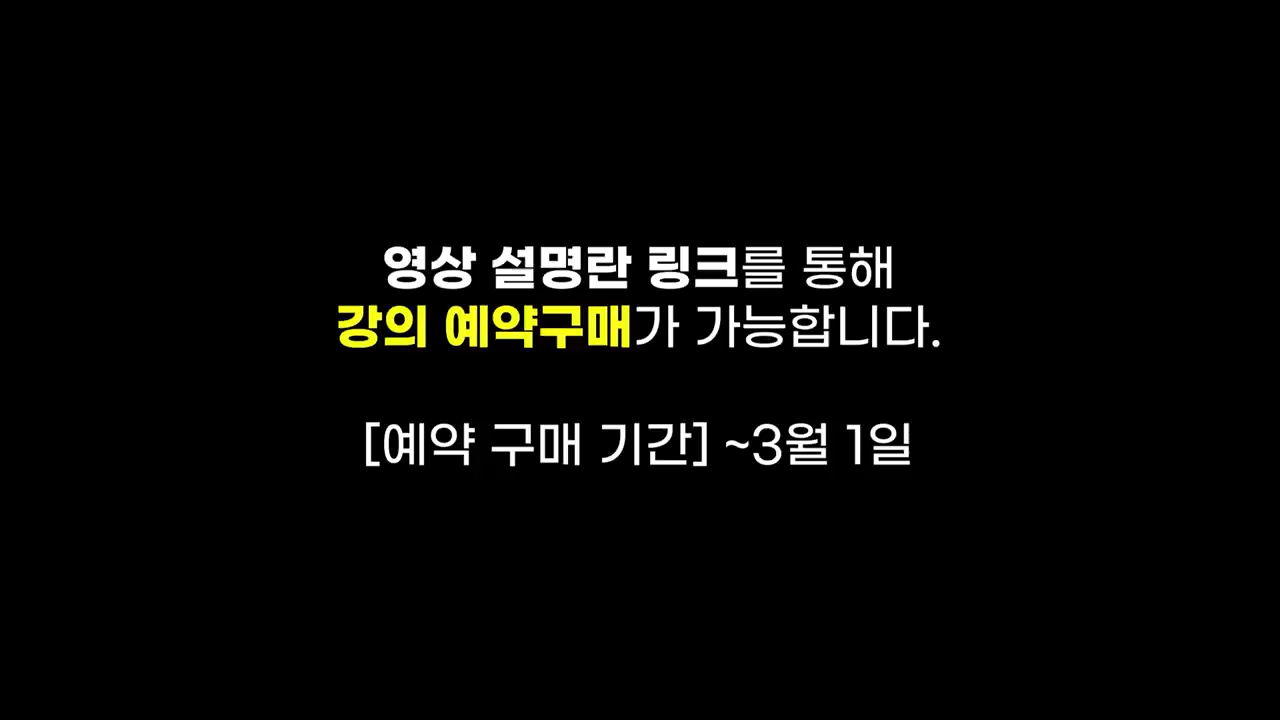 영상 설명란 링크를 통해
강의 예약구매가 가능합니다.
[예약 구매 기간] ~3월 1일